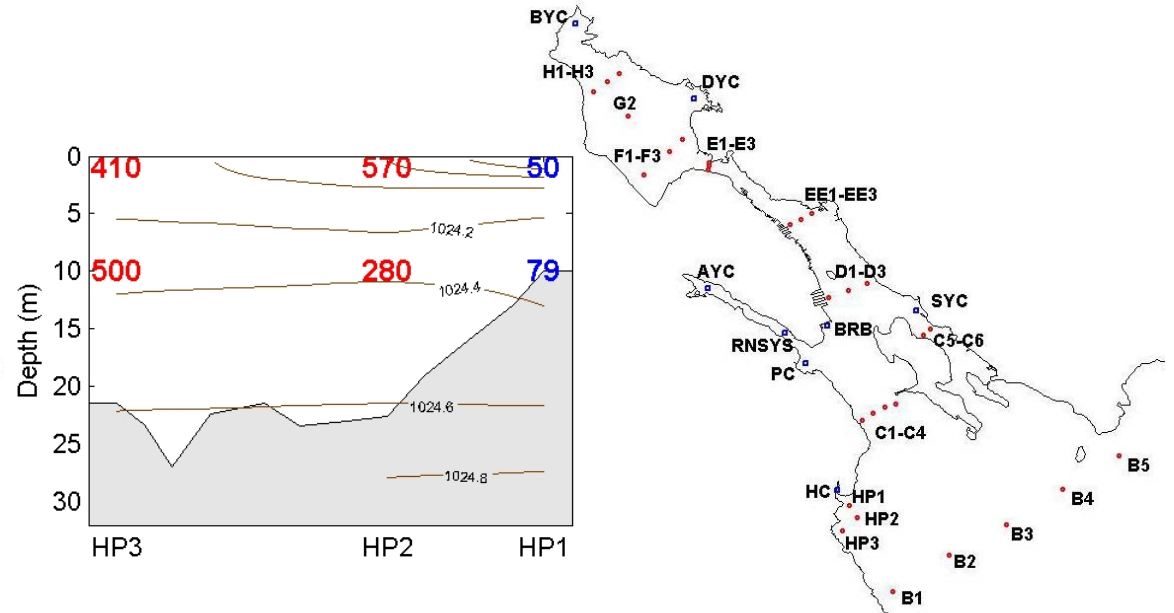 0
5
10
15
20
25
30
Depth (m)
410
570
50
500
280
79
1024.2
1024.4
1024.6
1024.8
HP3
HP2
HP1
BYC
H1-H3
DYC
G2
E1-E3
F1-F3
EE1-EE3
AYC
D1-D3
SYC
BRB
RNSYS
C5-C6
PC
C1-C4
B5
HC
HP1
B4
HP2
B3
HP3
B2
B1